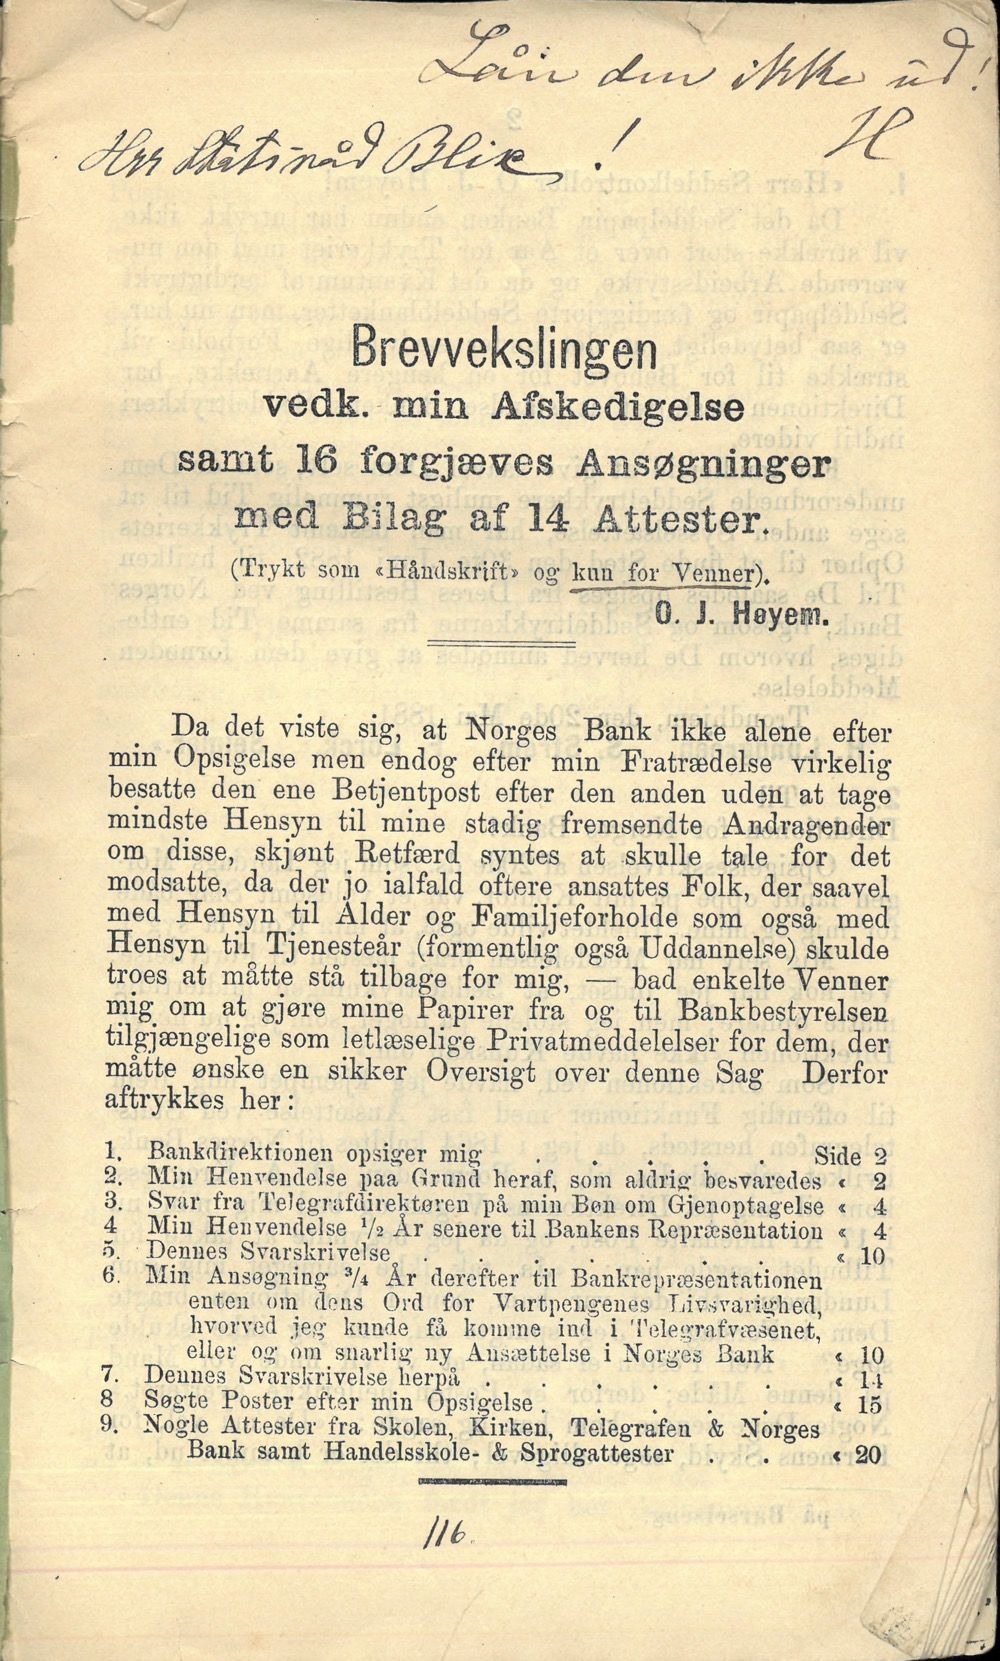 Lån den ikke ud!
H
Herr Statsråd Blix!
Brevvekslingen
vedk. min Afskedigelse
samt 16 forgjæves Ansøgninger
med Bilag af 14 Attester.
(Trykt som «Håndskrift» og kun for Venner).
O. J. Høyem.
Da det viste sig, at Norges Bank ikke alene efter
min Opsigelse men endog efter min Fratrædelse virkelig
besatte den ene Betjentpost efter den anden uden at tage
mindste Hensyn til mine stadig fremsendte Andragender
om disse, skjønt Retfærd syntes at skulle tale for det
modsatte, da der jo ialfald oftere ansattes Folk, der saavel
med Hensyn til Alder og Familjeforholde som også med
Hensyn til Tjenesteår (formentlig også Uddannelse) skulde
troes at måtte stå tilbage for mig, — bad enkelte Venner
mig om at gjøre mine Papirer fra og til Bankbestyrelsen
tilgjængelige som letlæselige Privatmeddelelser for dem, der
måtte ønske en sikker Oversigt over denne Sag Derfor
aftrykkes her:
1. Bankdirektionen opsiger mig . . . . . Side 2
2. Min Henvendelse paa Grund heraf, som aldrig besvaredes « 2
3. Svar fra Telegrafdirektøren på min Bøn om Gjenoptagelse « 4
4 Min Henvendelse ½ År senere til Bankens Repræsentation « 4
5. Dennes Svarskrivelse . . . . . . « 10
6. Min Ansøgning ¾ År derefter til Bankrepræsentationen
enten om dens Ord for Vartpengenes Livsvarighed,
hvorved jeg kunde få komme ind i Telegrafvæsenet,
eller og om snarlig ny Ansættelse i Norges Bank « 10
7. Dennes Svarskrivelse herpå . . . . . . « 14
8 Søgte Poster efter min Opsigelse . . . . . « 15
9. Nogle Attester fra Skolen, Kirken, Telegrafen & Norges
Bank samt Handelsskole- & Sprogattester . . « 20
116.